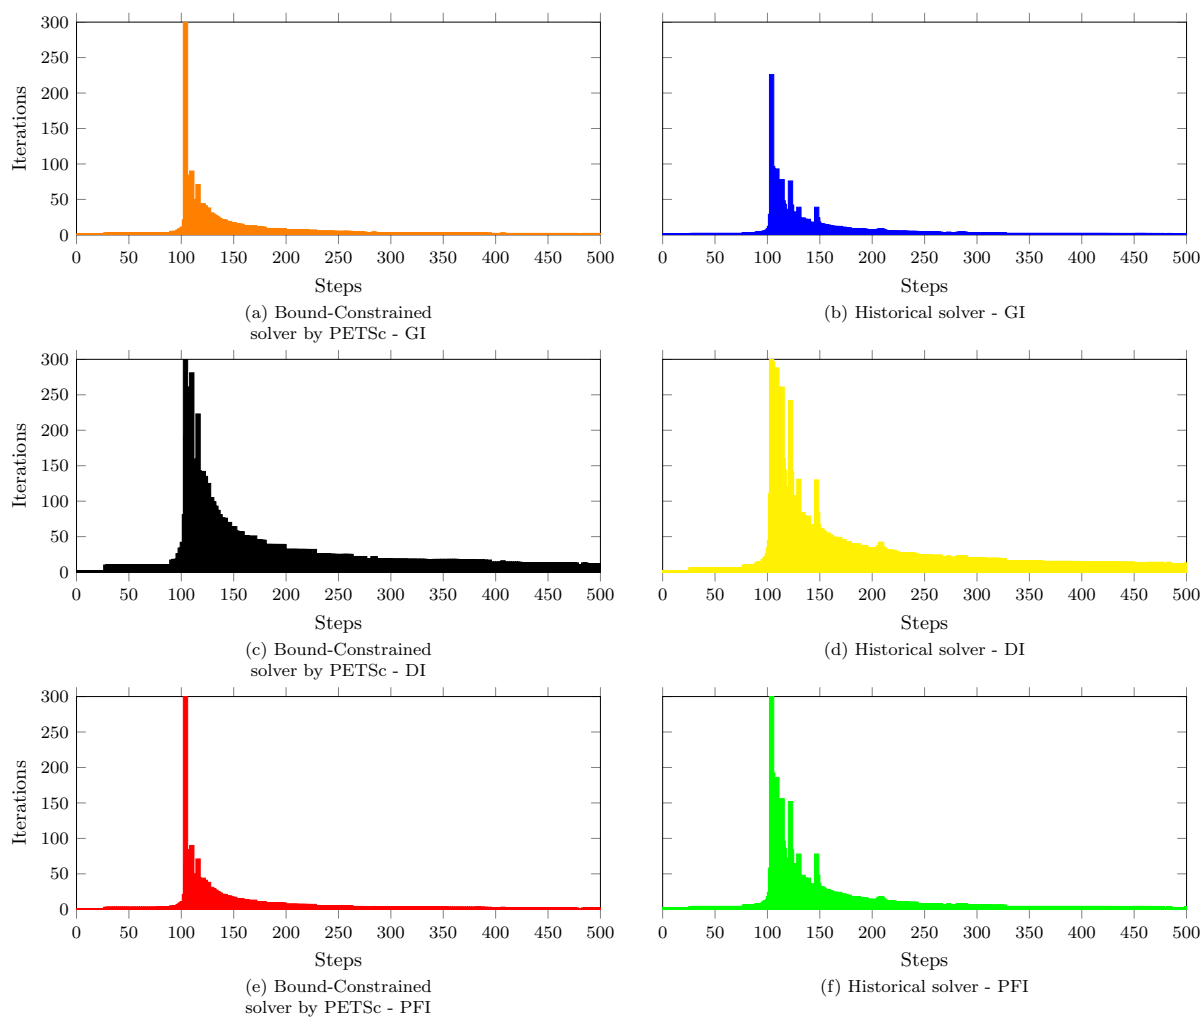 300
250
200
150
100
50
0
Iterations
0 50 100 150 200 250 300 350 400 450 500
Steps
(a) Bound-Constrained
solver by PETSc - GI
0 50 100 150 200 250 300 350 400 450 500
Steps
(b) Historical solver - GI
300
250
200
150
100
50
0
Iterations
0 50 100 150 200 250 300 350 400 450 500
Steps
(c) Bound-Constrained
solver by PETSc - DI
0 50 100 150 200 250 300 350 400 450 500
Steps
(d) Historical solver - DI
300
250
200
150
100
50
0
Iterations
0 50 100 150 200 250 300 350 400 450 500
Steps
(e) Bound-Constrained
solver by PETSc - PFI
0 50 100 150 200 250 300 350 400 450 500
Steps
(f) Historical solver - PFI